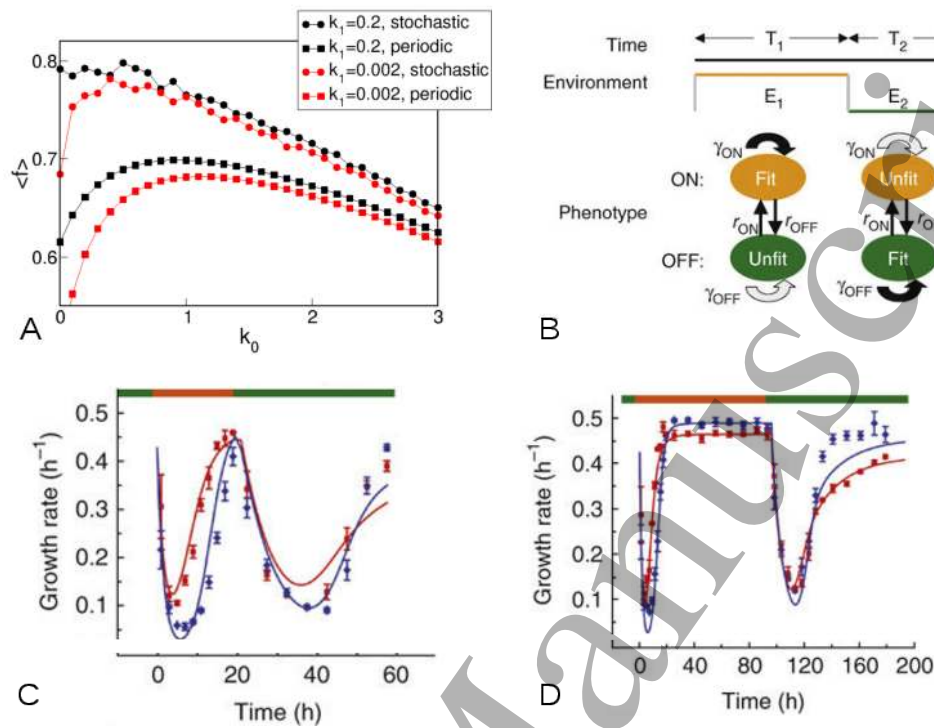 k₁=0.2, stochastic
k₁=0.2, periodic
k₁=0.002, stochastic
k₁=0.002, periodic
0.8
0.7
0.6
<f>
0 1 2 3
k₀
A
Time T₁ T₂
Environment E₁ E₂
γON γON
ON: Fit Unfit
Phenotype rON rOFF rON
OFF: Unfit Fit
γOFF γOFF
B
0.5
0.4
0.3
0.2
0.1
Growth rate (h⁻¹)
0 20 40 60
Time (h)
C
0.5
0.4
0.3
0.2
0.1
Growth rate (h⁻¹)
0 40 80 120 160 200
Time (h)
D